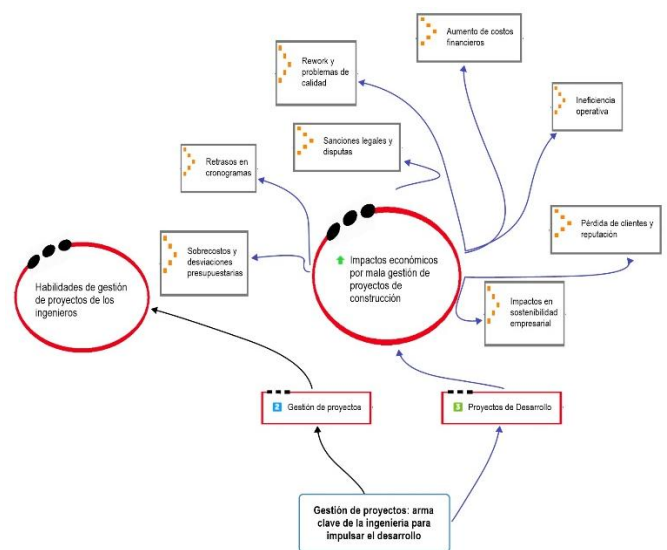 Aumento de costos
financieros
Rework y
problemas de
calidad
Ineficiencia
operativa
Sanciones legales y
disputas
Retrasos en
cronogramas
Pérdida de clientes y
reputación
Sobrecostos y
desviaciones
presupuestarias
Impactos económicos
por mala gestión de
proyectos de
construcción
Habilidades de gestión
de proyectos de los
ingenieros
Impactos en
sostenibilidad
empresarial
2 Gestión de proyectos
3 Proyectos de Desarrollo
Gestión de proyectos: arma
clave de la ingeniería para
impulsar el desarrollo